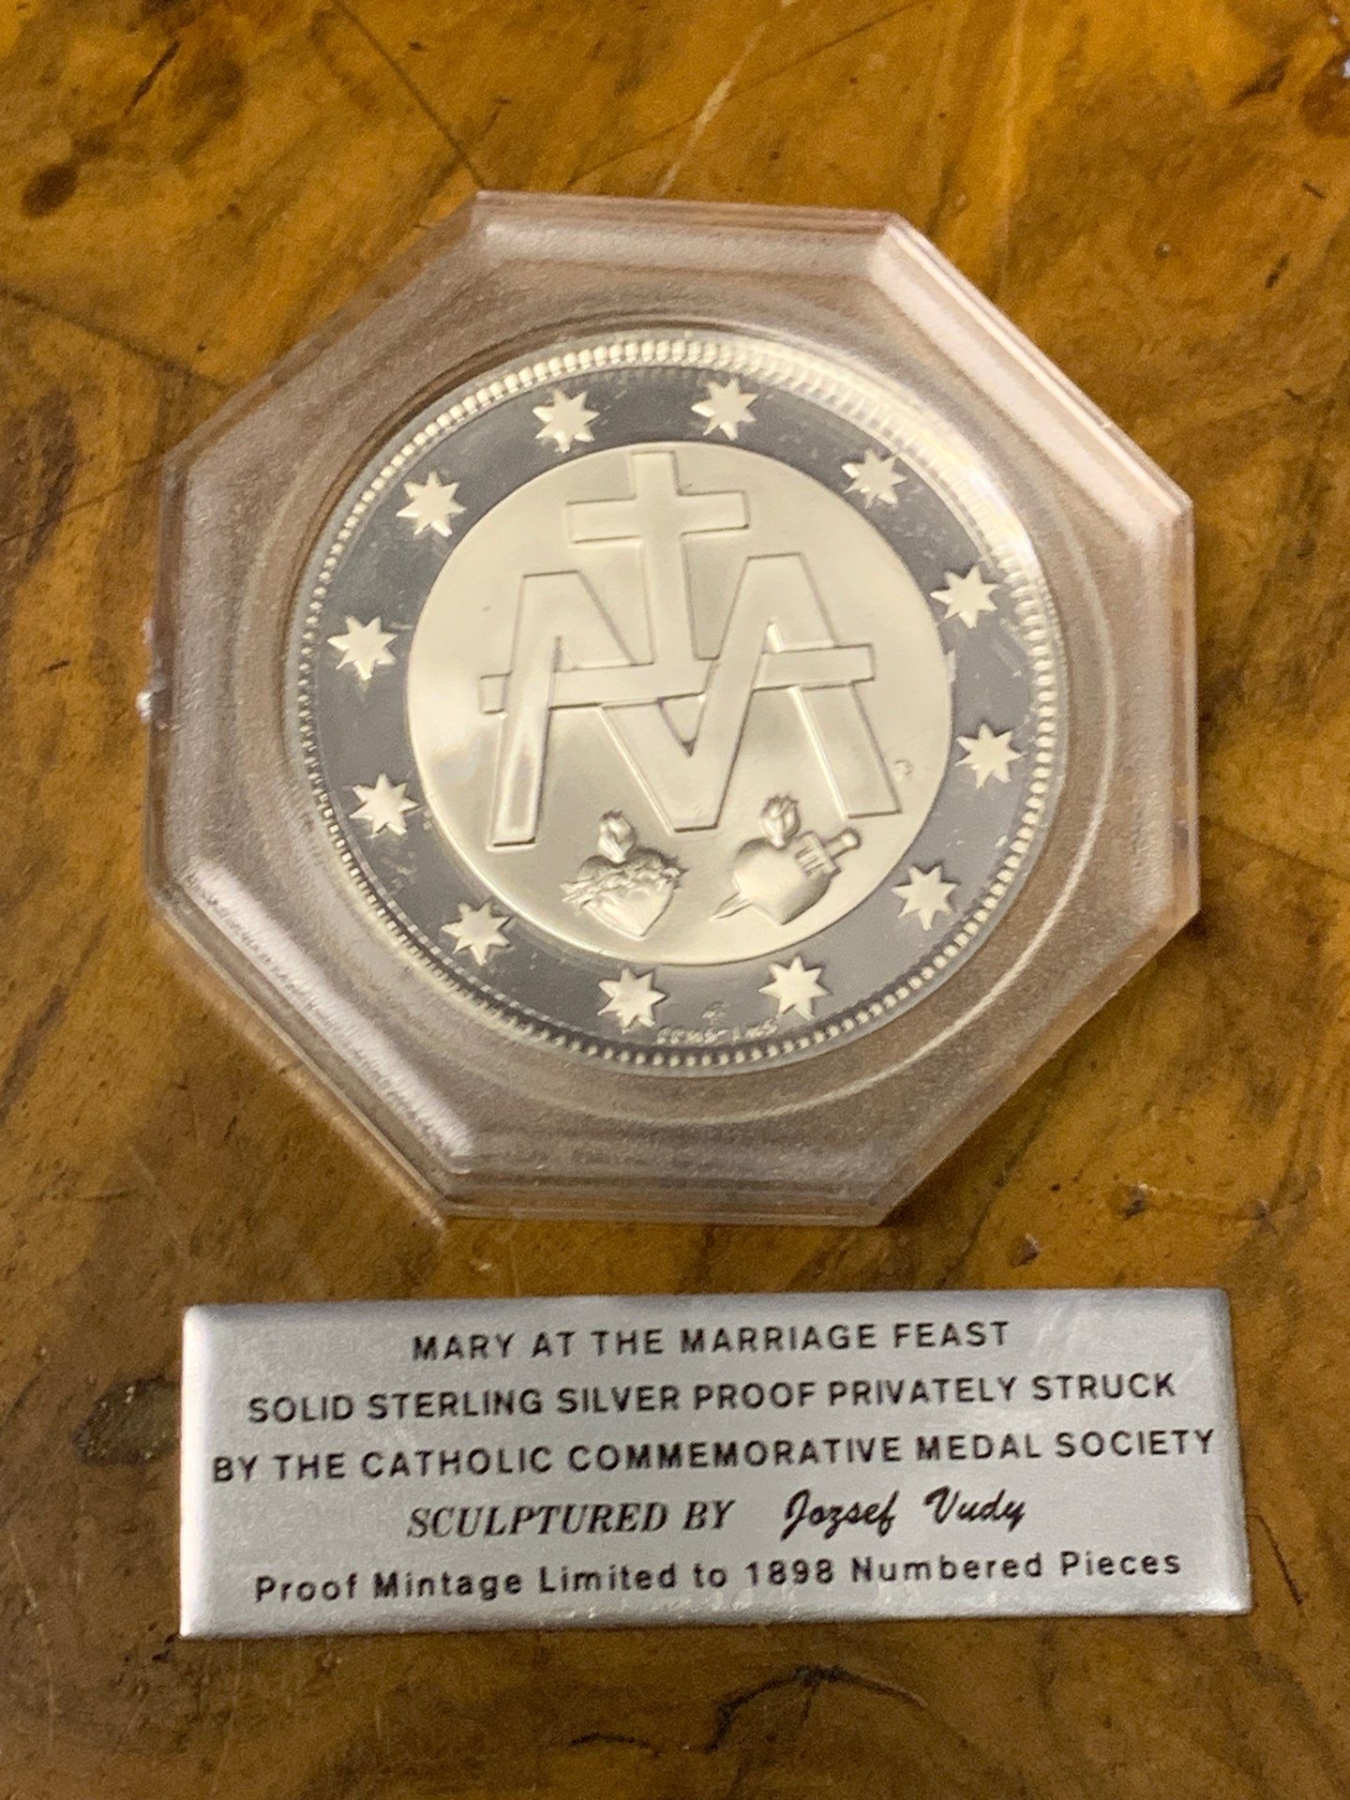 MARY AT THE MARRIAGE FEAST
SOLID STERLING SILVER PROOF PRIVATELY STRUCK
BY THE CATHOLIC COMMEMORATIVE MEDAL SOCIETY
SCULPTURED BY Jozsef Vudy
Proof Mintage Limited to 1898 Numbered Pieces